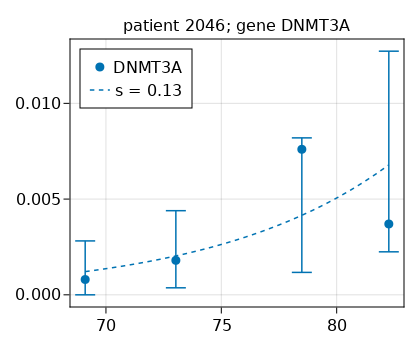 patient 2046; gene DNMT3A
DNMT3A
s = 0.13
0.010
0.005
0.000
70 75 80